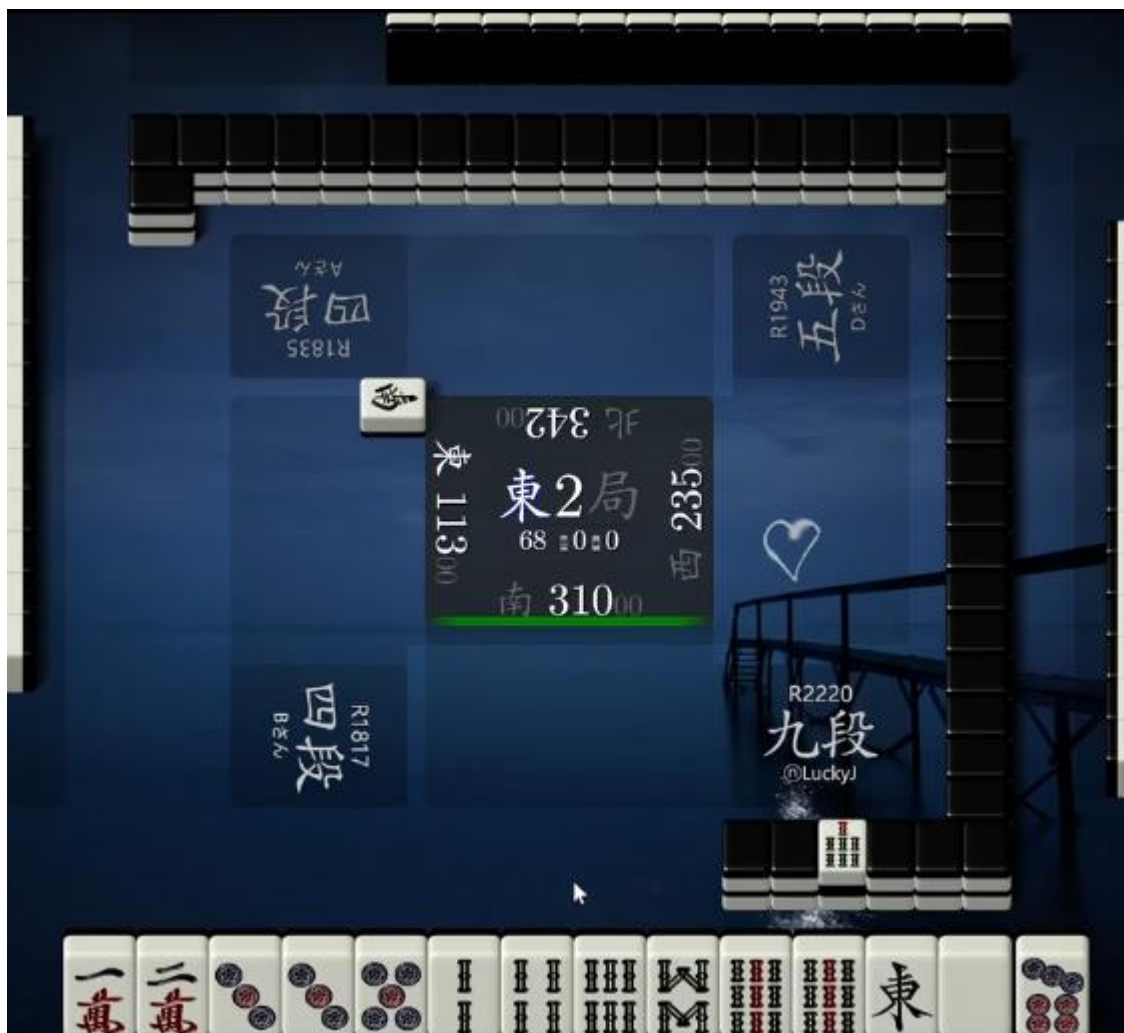 四段
Aさん
R1835
R1943
五段
Dさん
北 34200
東 11300
東2局
68 0 0
西 23500
南 31000
R1817
四段
Bさん
R2220
九段
ⓝLuckyJ
一萬 二萬 東